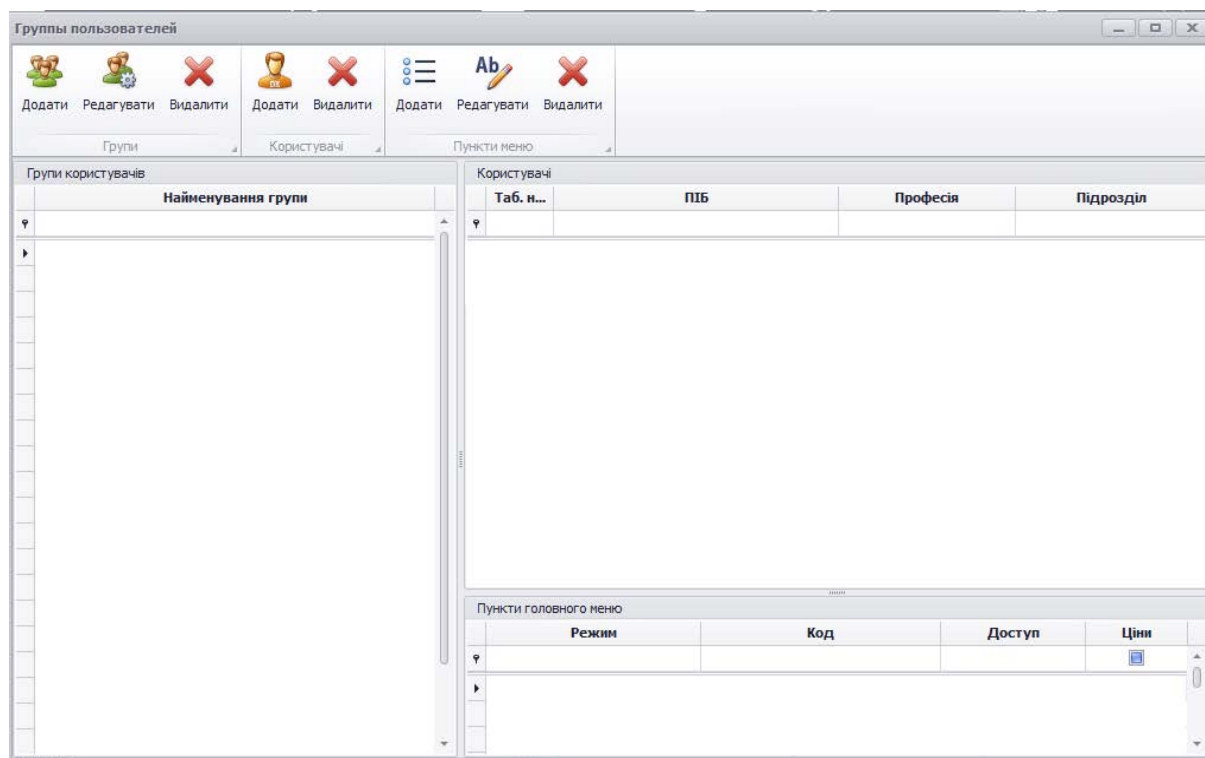 Группы пользователей
Додати Редагувати Видалити Додати Видалити Додати Редагувати Видалити
Групи Користувачі Пункти меню
Групи користувачів
Найменування групи
Користувачі
Таб. н... ПІБ Професія Підрозділ
Пункти головного меню
Режим Код Доступ Ціни